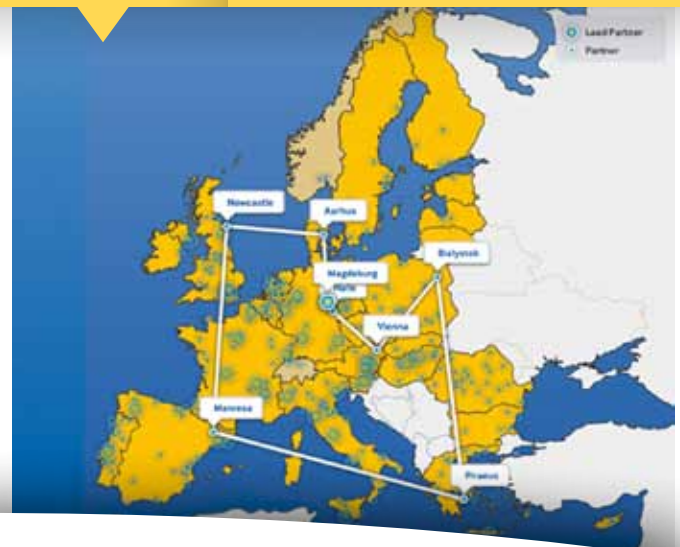 Lead Partner
Partner
Newcastle
Aarhus
Bialystok
Magdeburg
Halle
Vienna
Manresa
Piraeus